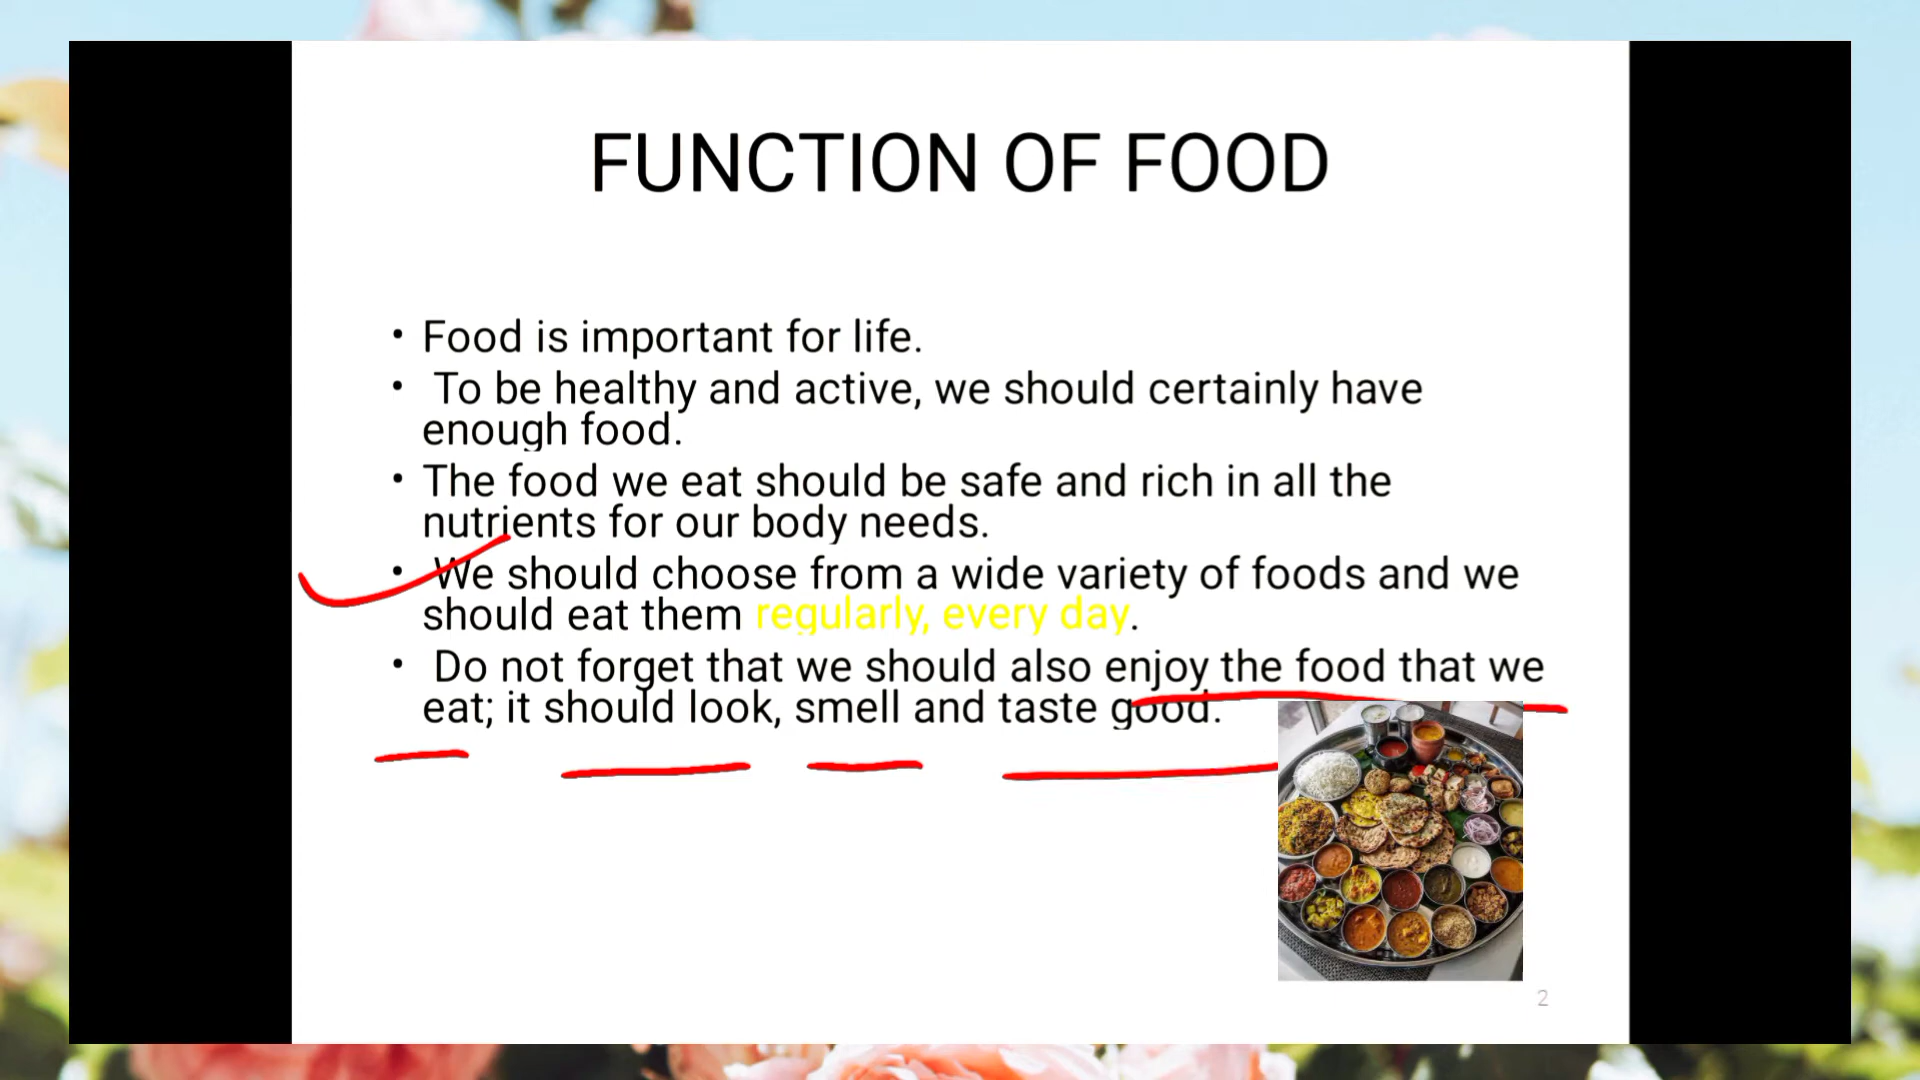 FUNCTION OF FOOD
• Food is important for life.
• To be healthy and active, we should certainly have
enough food.
• The food we eat should be safe and rich in all the
nutrients for our body needs.
• We should choose from a wide variety of foods and we
should eat them regularly, every day.
• Do not forget that we should also enjoy the food that we
eat; it should look, smell and taste good.
2